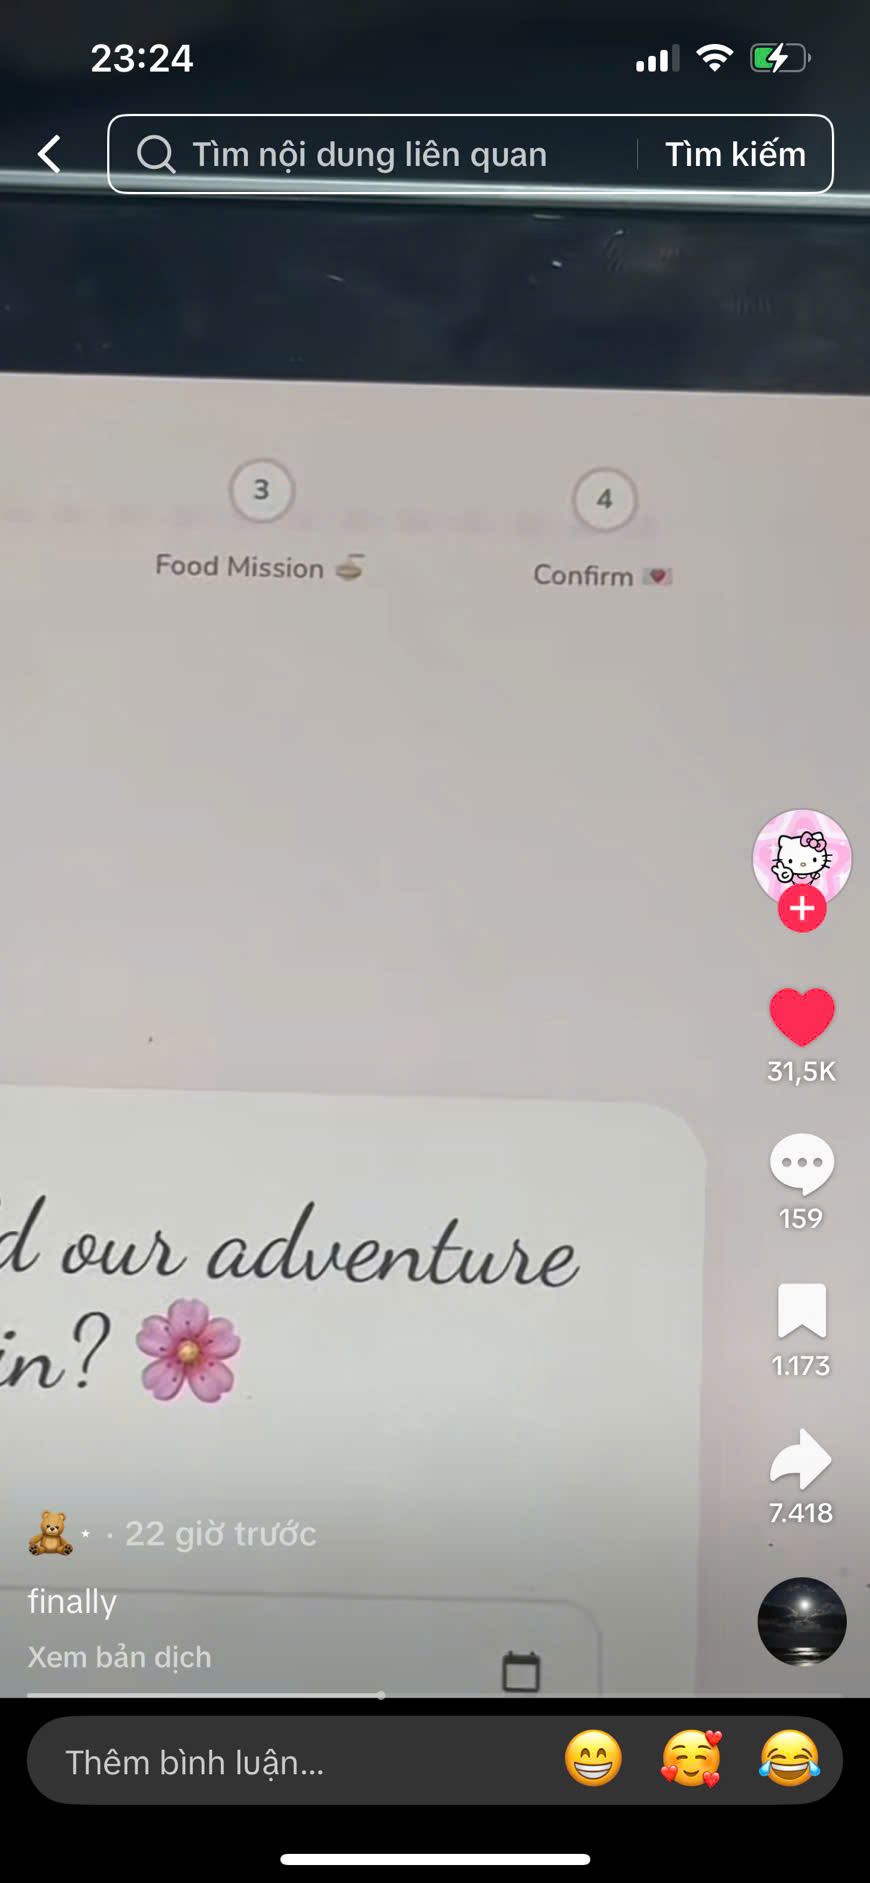 23:24
Tìm nội dung liên quan
Tìm kiếm
3
4
Food Mission
Confirm
31,5K
our adventure
159
1.173
· 22 giờ trước
7.418
finally
Xem bản dịch
Thêm bình luận...